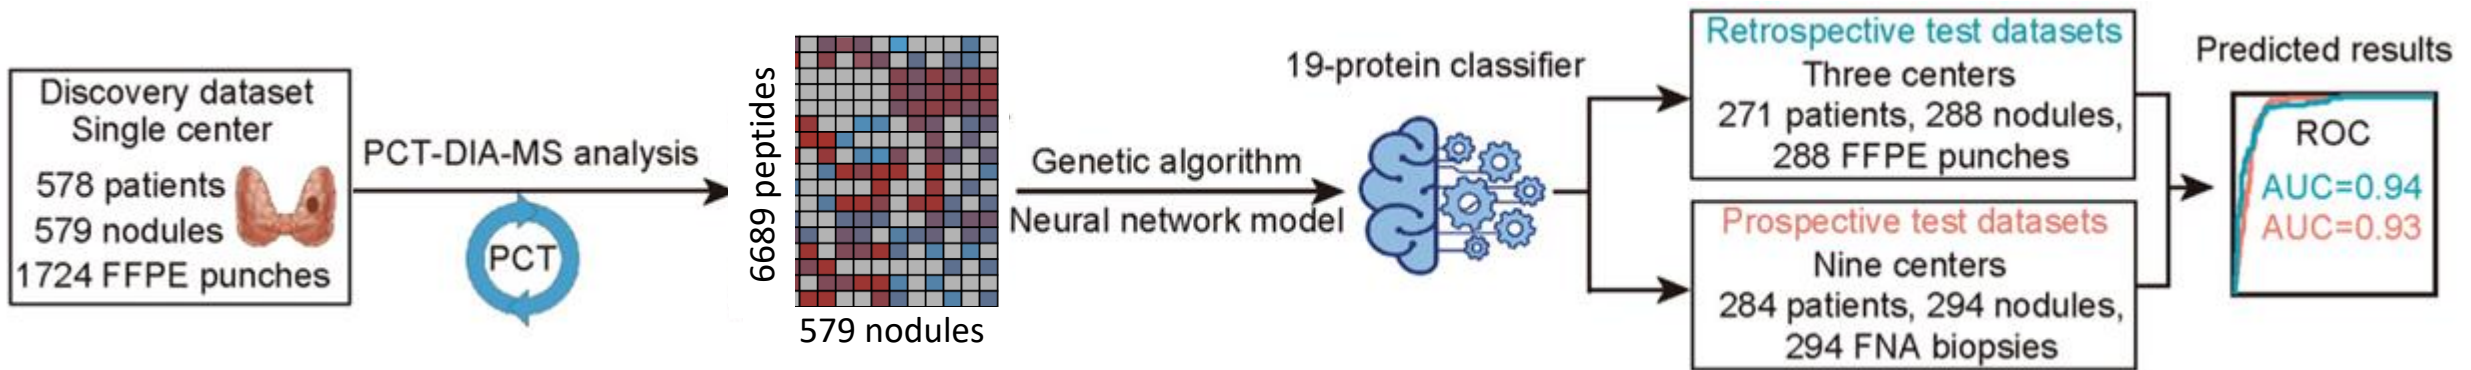 Discovery dataset
Single center
578 patients
579 nodules
1724 FFPE punches
PCT-DIA-MS analysis
PCT
6689 peptides
579 nodules
Genetic algorithm
Neural network model
19-protein classifier
Retrospective test datasets
Three centers
271 patients, 288 nodules,
288 FFPE punches
Prospective test datasets
Nine centers
284 patients, 294 nodules,
294 FNA biopsies
Predicted results
ROC
AUC=0.94
AUC=0.93